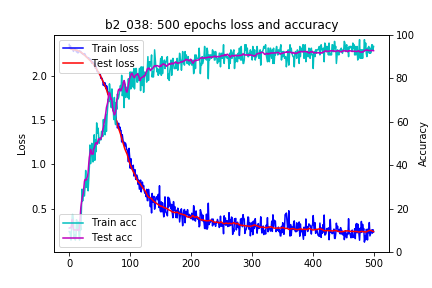 b2_038: 500 epochs loss and accuracy
Train loss
Test loss
Train acc
Test acc
Loss
2.0
1.5
1.0
0.5
Accuracy
100
80
60
40
20
0
0
100
200
300
400
500